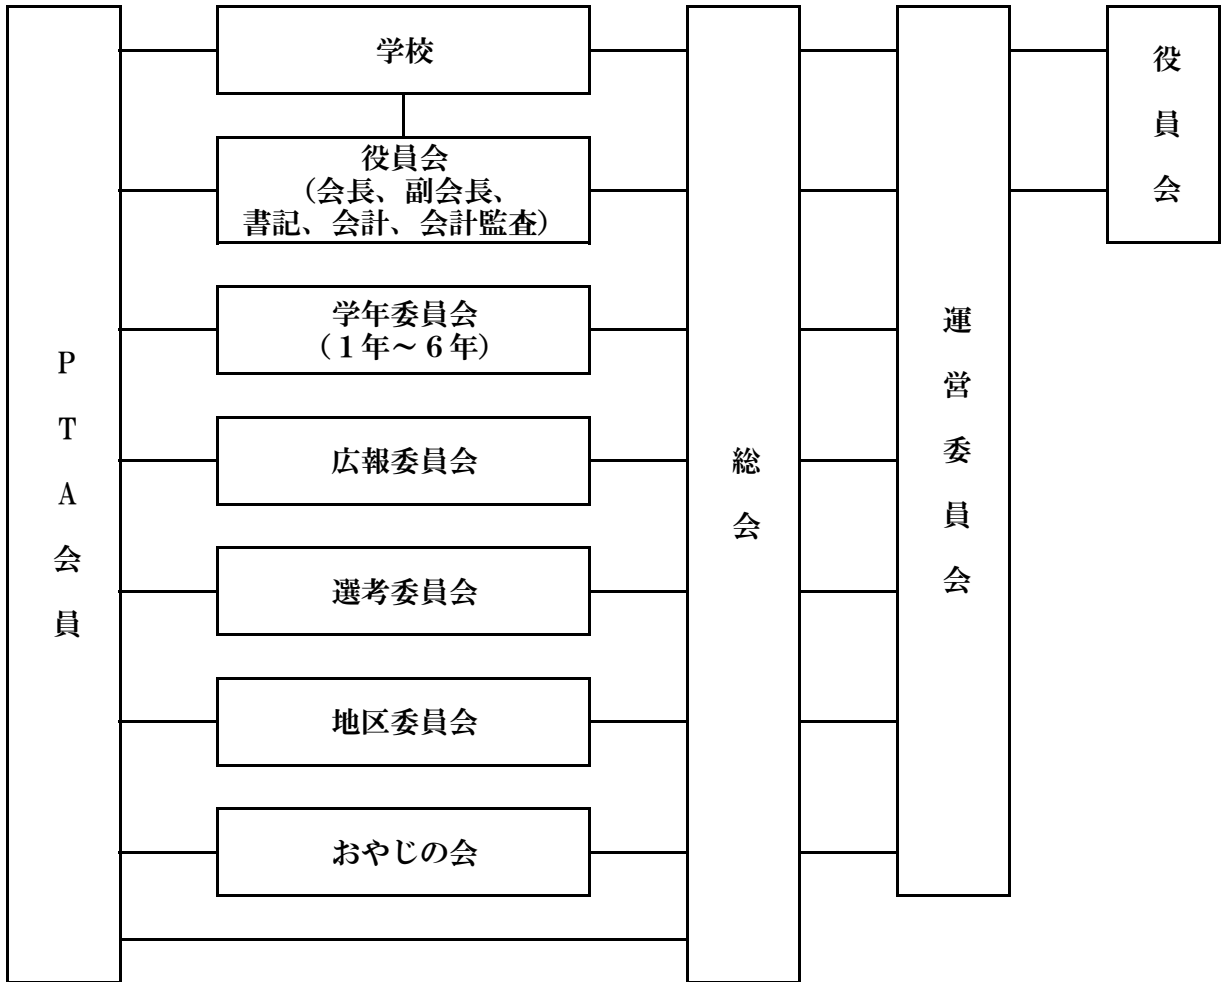 PTA会員
学校
役員会
（会長、副会長、
書記、会計、会計監査）
学年委員会
（１年～６年）
広報委員会
選考委員会
地区委員会
おやじの会
総会
運営委員会
役員会